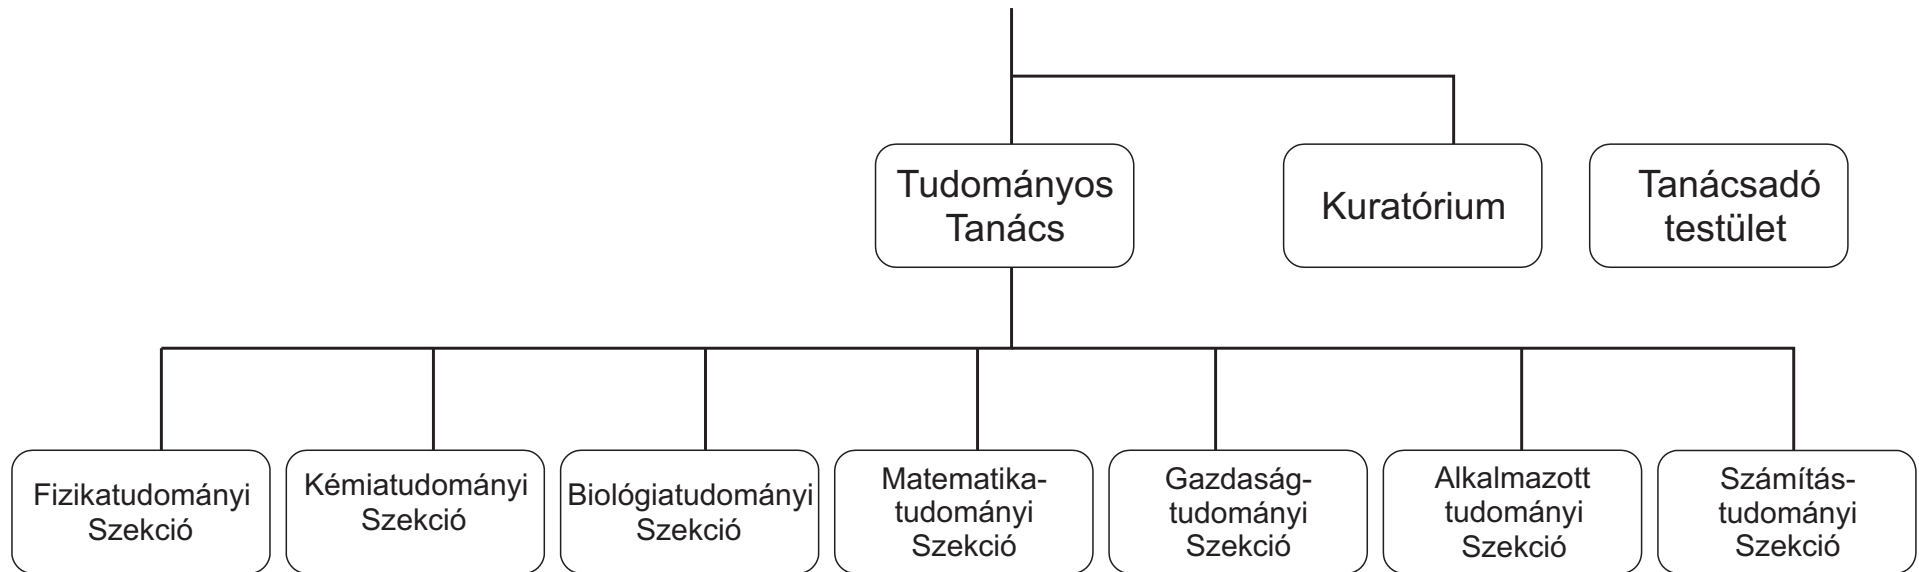 Tudományos
Tanács
Kuratórium
Tanácsadó
testület
Fizikatudományi
Szekció
Kémiatudományi
Szekció
Biológiatudományi
Szekció
Matematika-
tudományi
Szekció
Gazdaság-
tudományi
Szekció
Alkalmazott
tudományi
Szekció
Számítás-
tudományi
Szekció